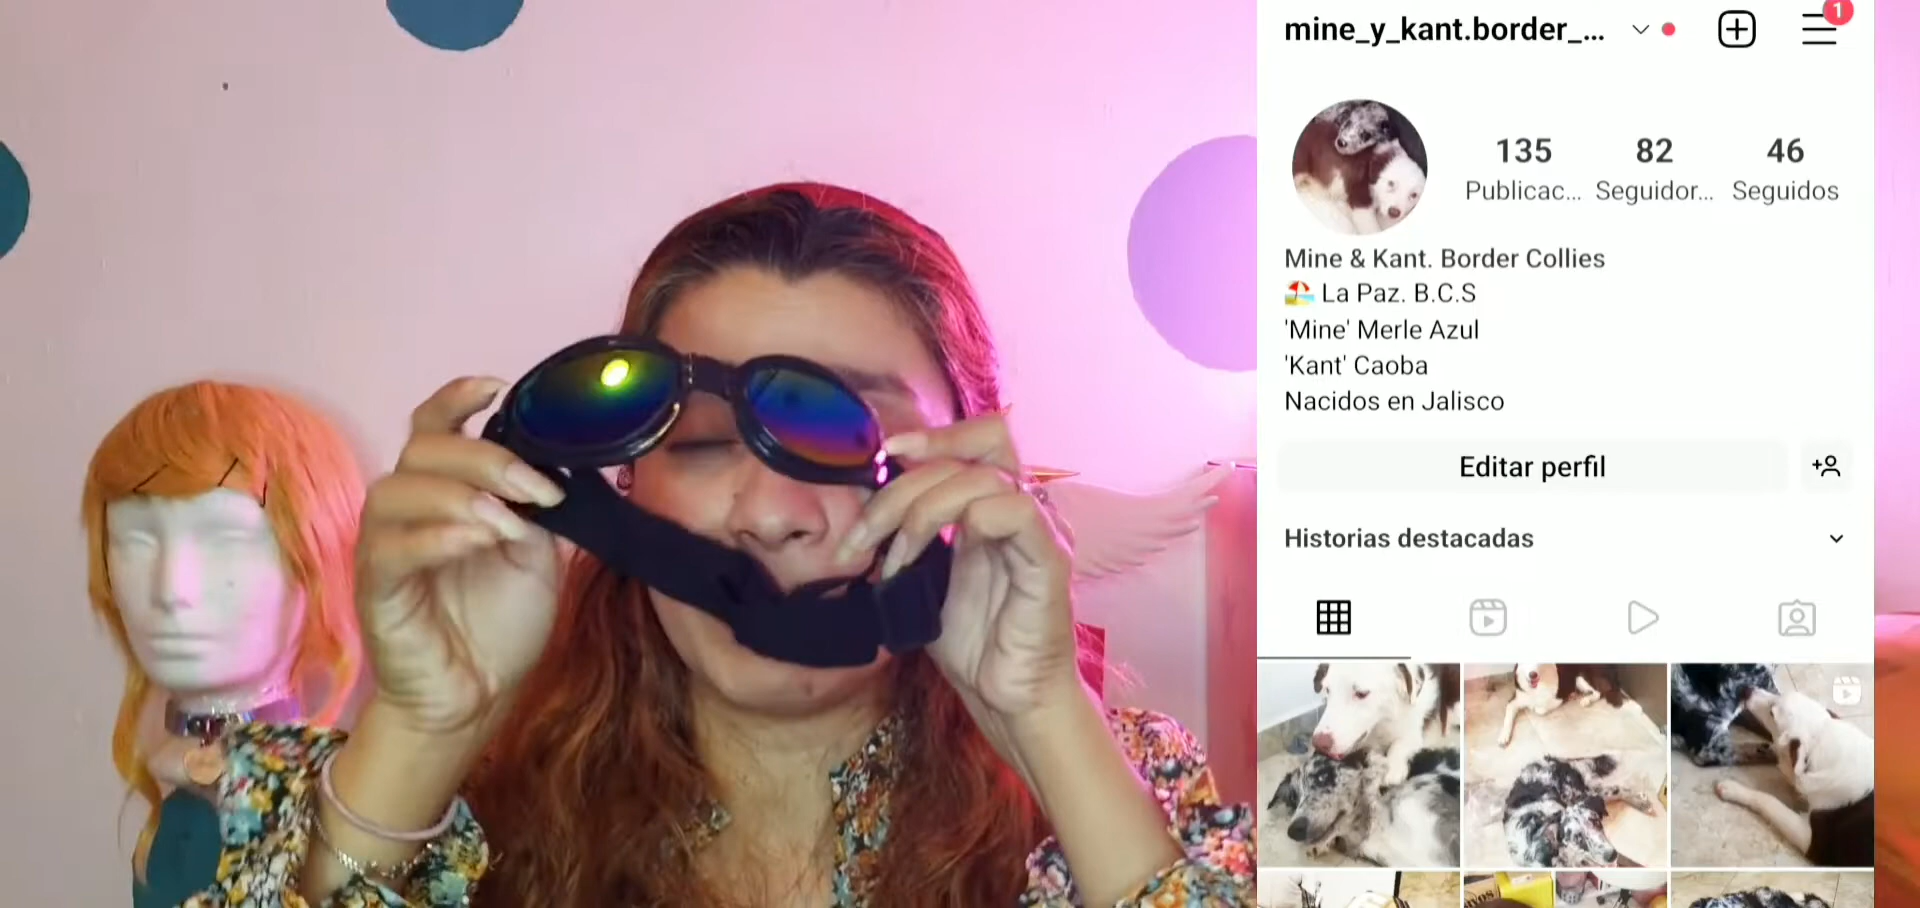 mine_y_kant.border_...
1
135 82 46
Publicac... Seguidor... Seguidos
Mine & Kant. Border Collies
La Paz. B.C.S
'Mine' Merle Azul
'Kant' Caoba
Nacidos en Jalisco
Editar perfil
Historias destacadas